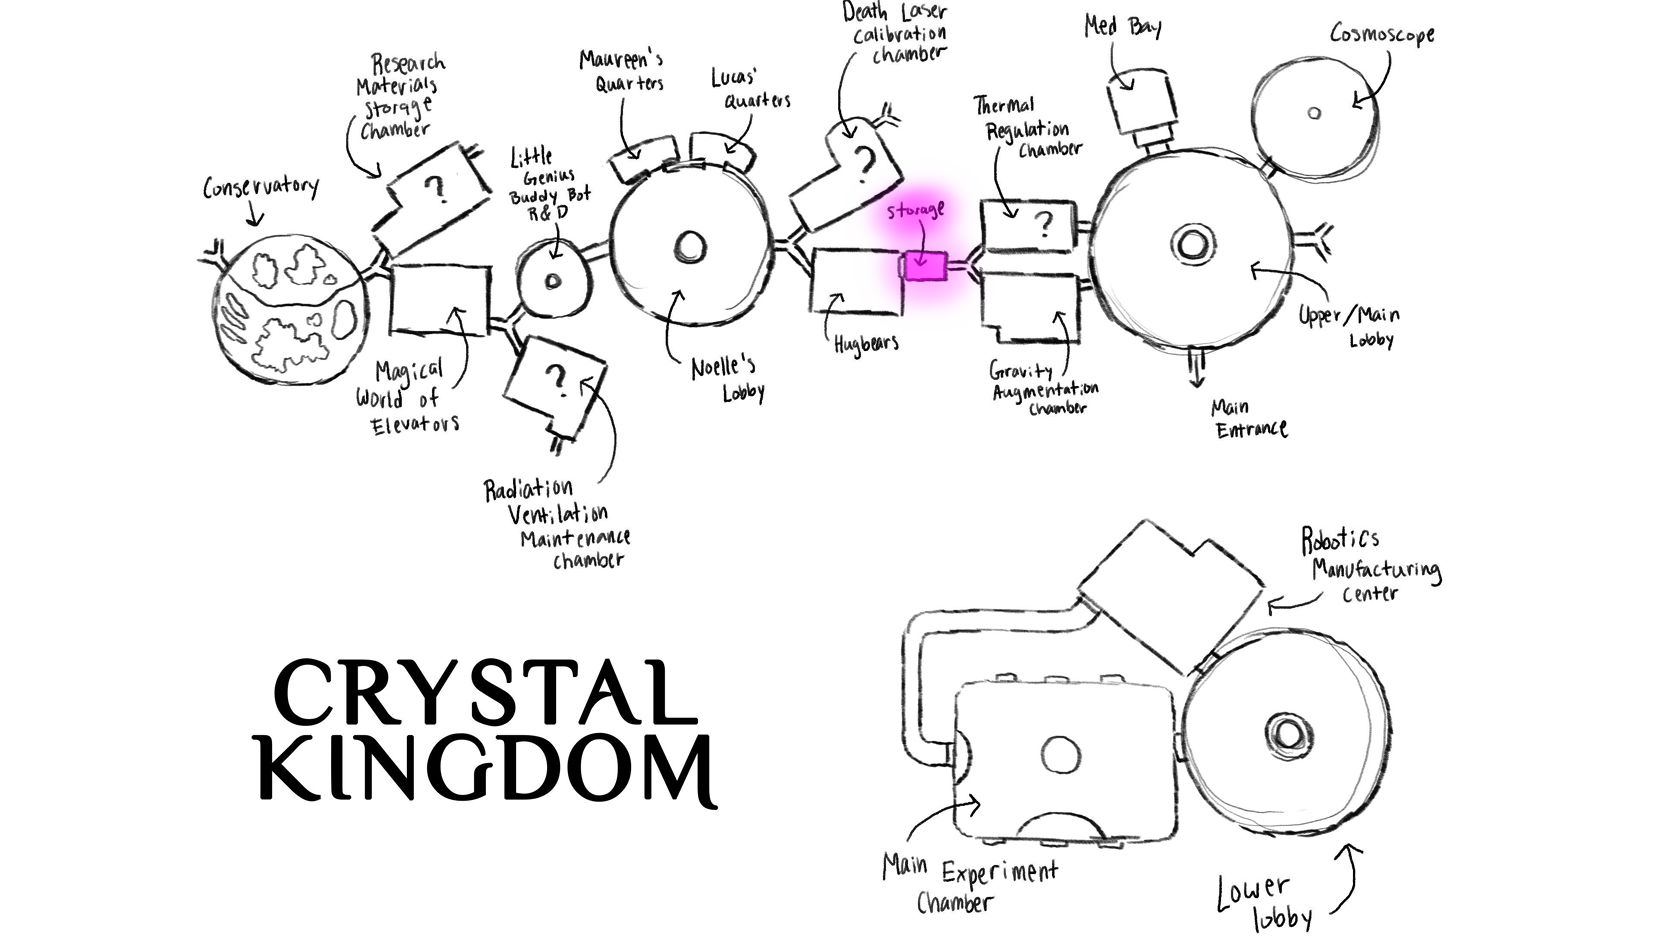 Death Laser
Calibration
Chamber
Med Bay
Cosmoscope
Research
Materials
Storage
Chamber
Maureen's
Quarters
Lucas'
Quarters
Thermal
Regulation
Chamber
Conservatory
Little
Genius
Buddy Bot
R&D
?
?
?
Storage
Magical
World of
Elevators
?
Noelle's
Lobby
Hugbears
Gravity
Augmentation
Chamber
Upper/Main
Lobby
Main
Entrance
Radiation
Ventilation
Maintenance
Chamber
Robotics
Manufacturing
Center
CRYSTAL
KINGDOM
Main Experiment
Chamber
Lower
lobby